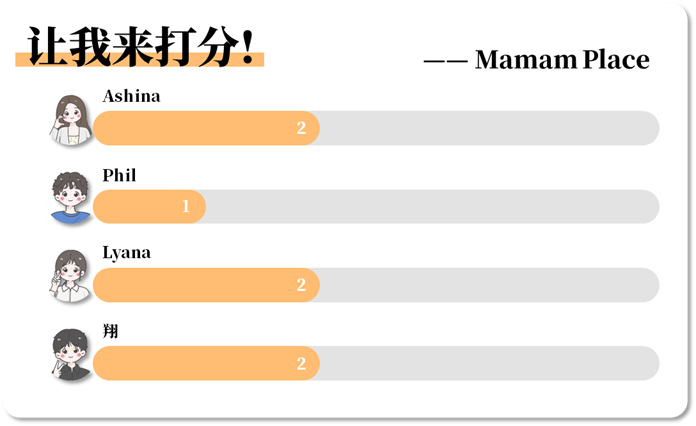 让我来打分!
—— Mamam Place
Ashina
2
Phil
1
Lyana
2
翔
2